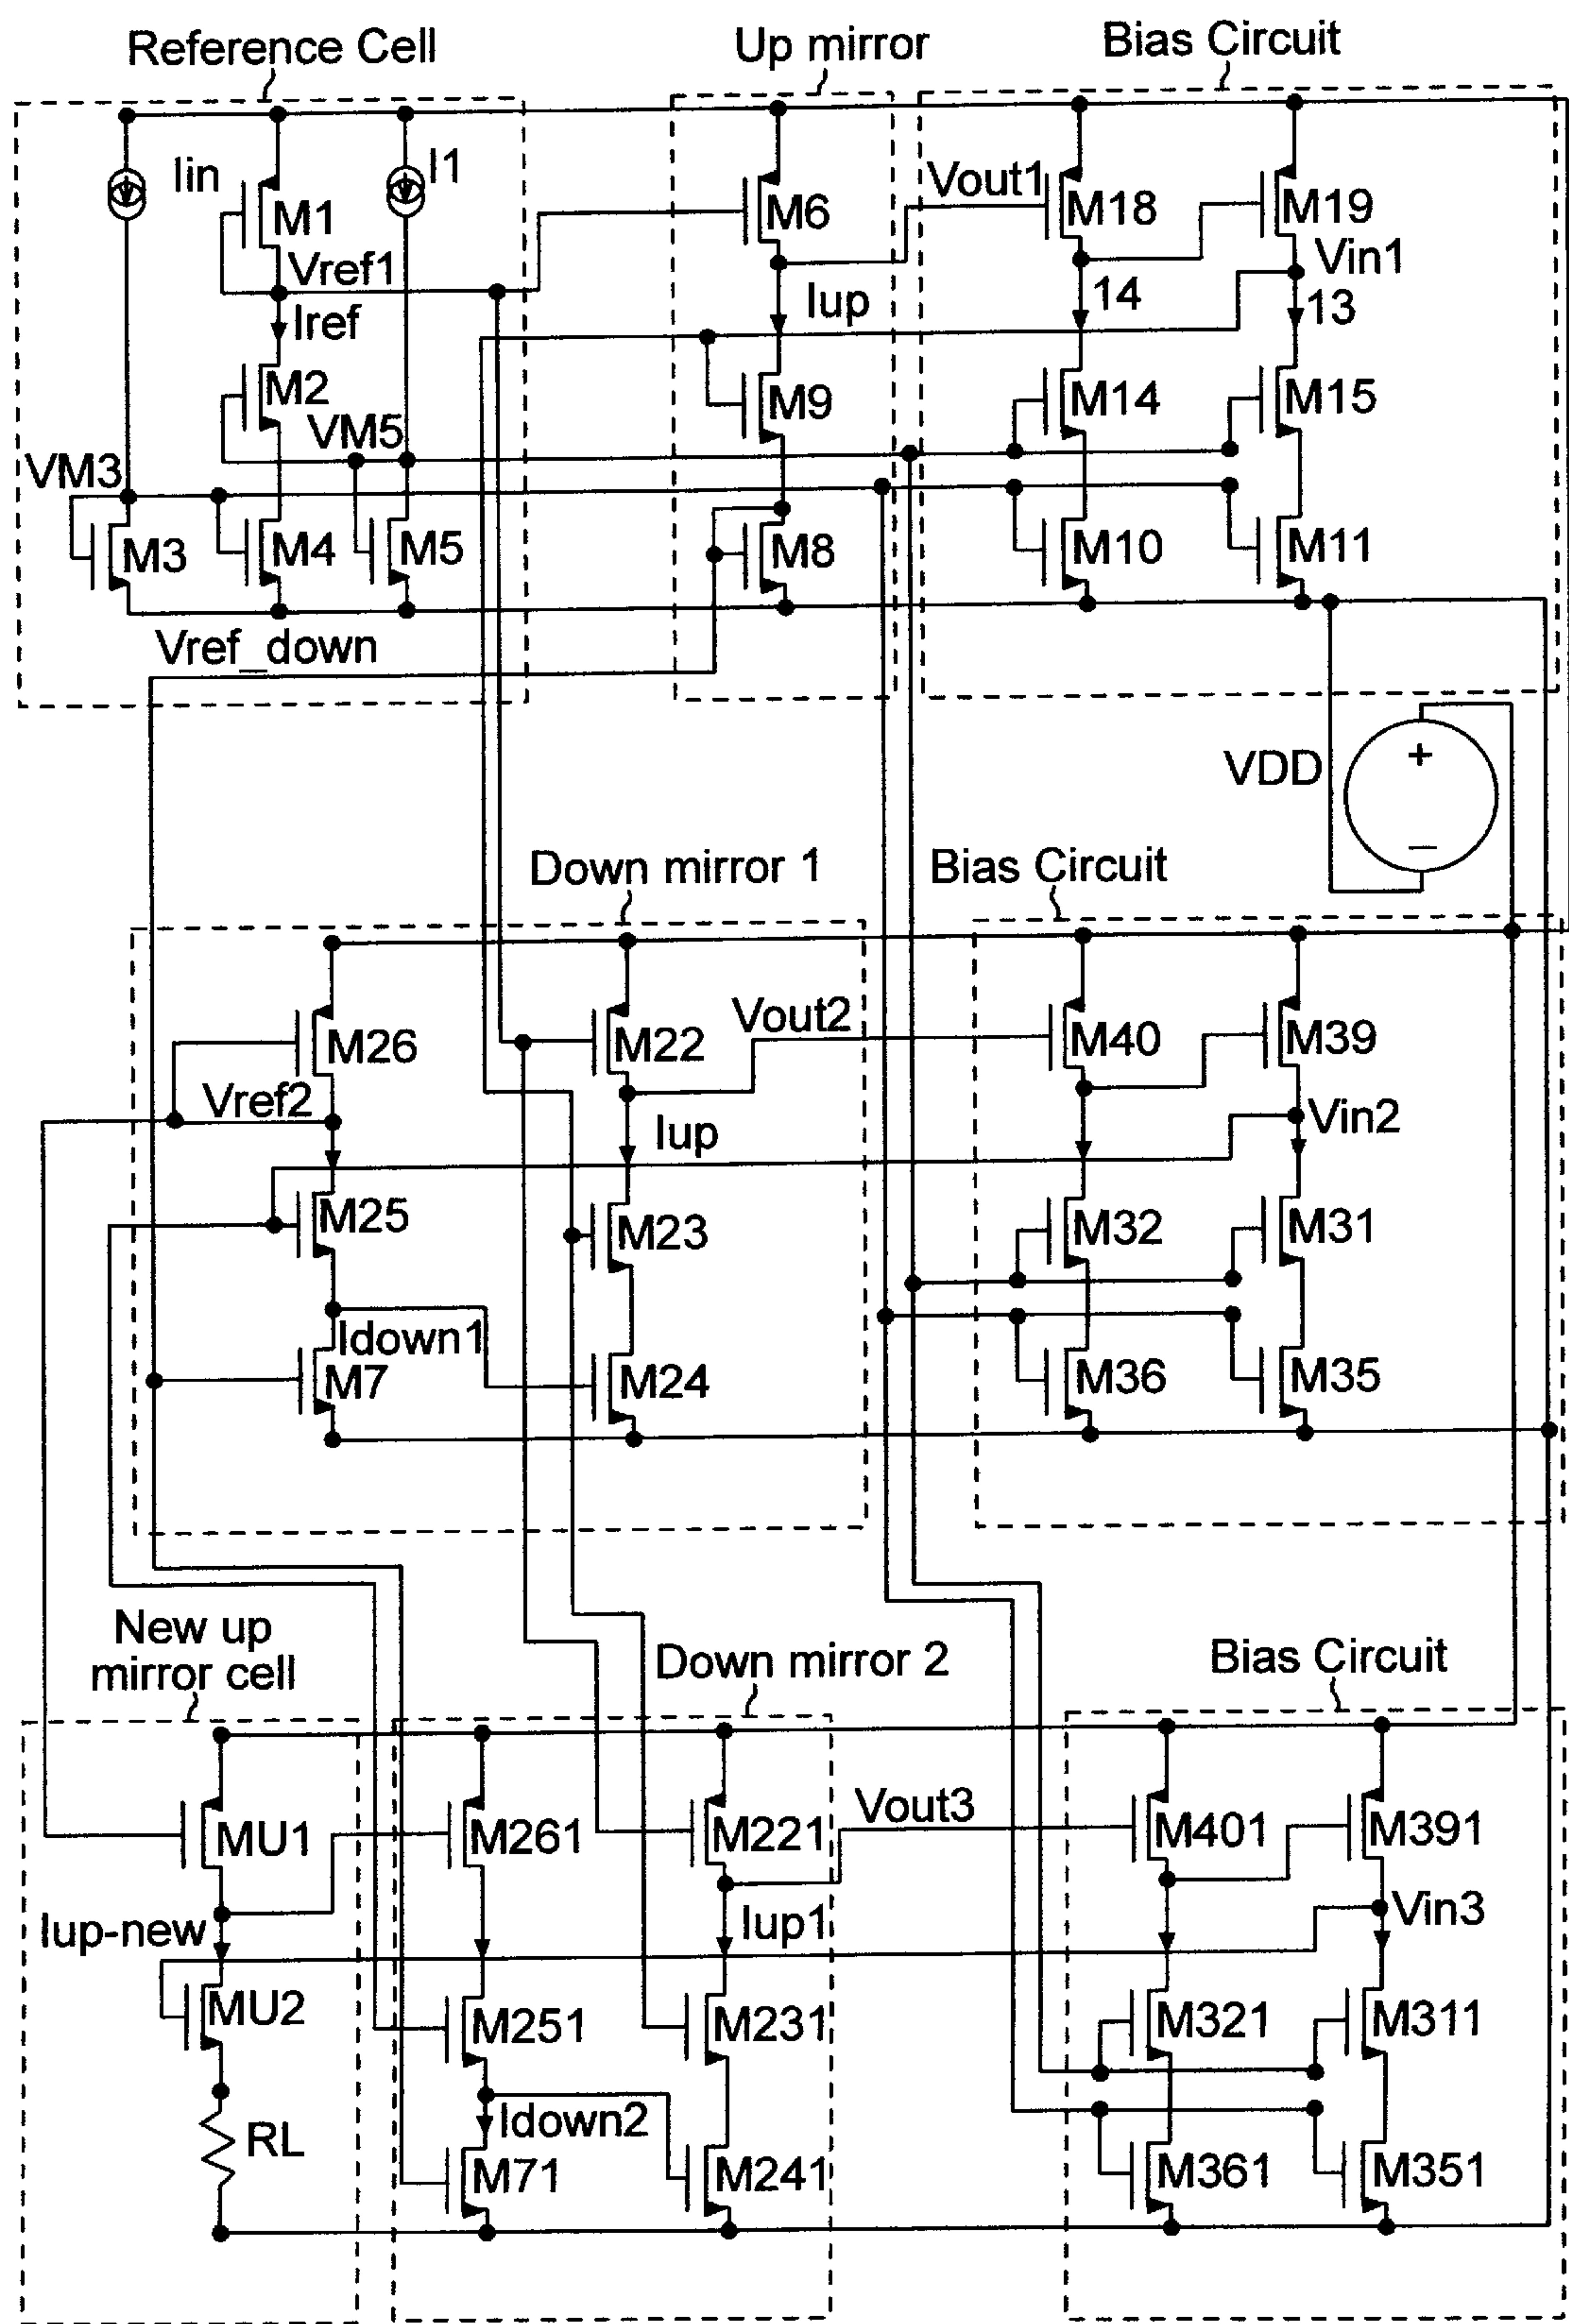 Reference Cell
Up mirror
Bias Circuit
Iin
M1
I1
M6
Vout1
M18
M19
Vref1
Vin1
Iref
Iup
14
13
M2
M9
M14
M15
VM5
VM3
M3
M4
M5
M8
M10
M11
Vref_down
VDD
+
–
Down mirror 1
Bias Circuit
M26
M22
Vout2
M40
M39
Vref2
Iup
Vin2
M25
M23
M32
M31
Idown1
M7
M24
M36
M35
New up
mirror cell
Down mirror 2
Bias Circuit
MU1
M261
M221
Vout3
M401
M391
Iup-new
Iup1
Vin3
MU2
M251
M231
M321
M311
RL
Idown2
M71
M241
M361
M351